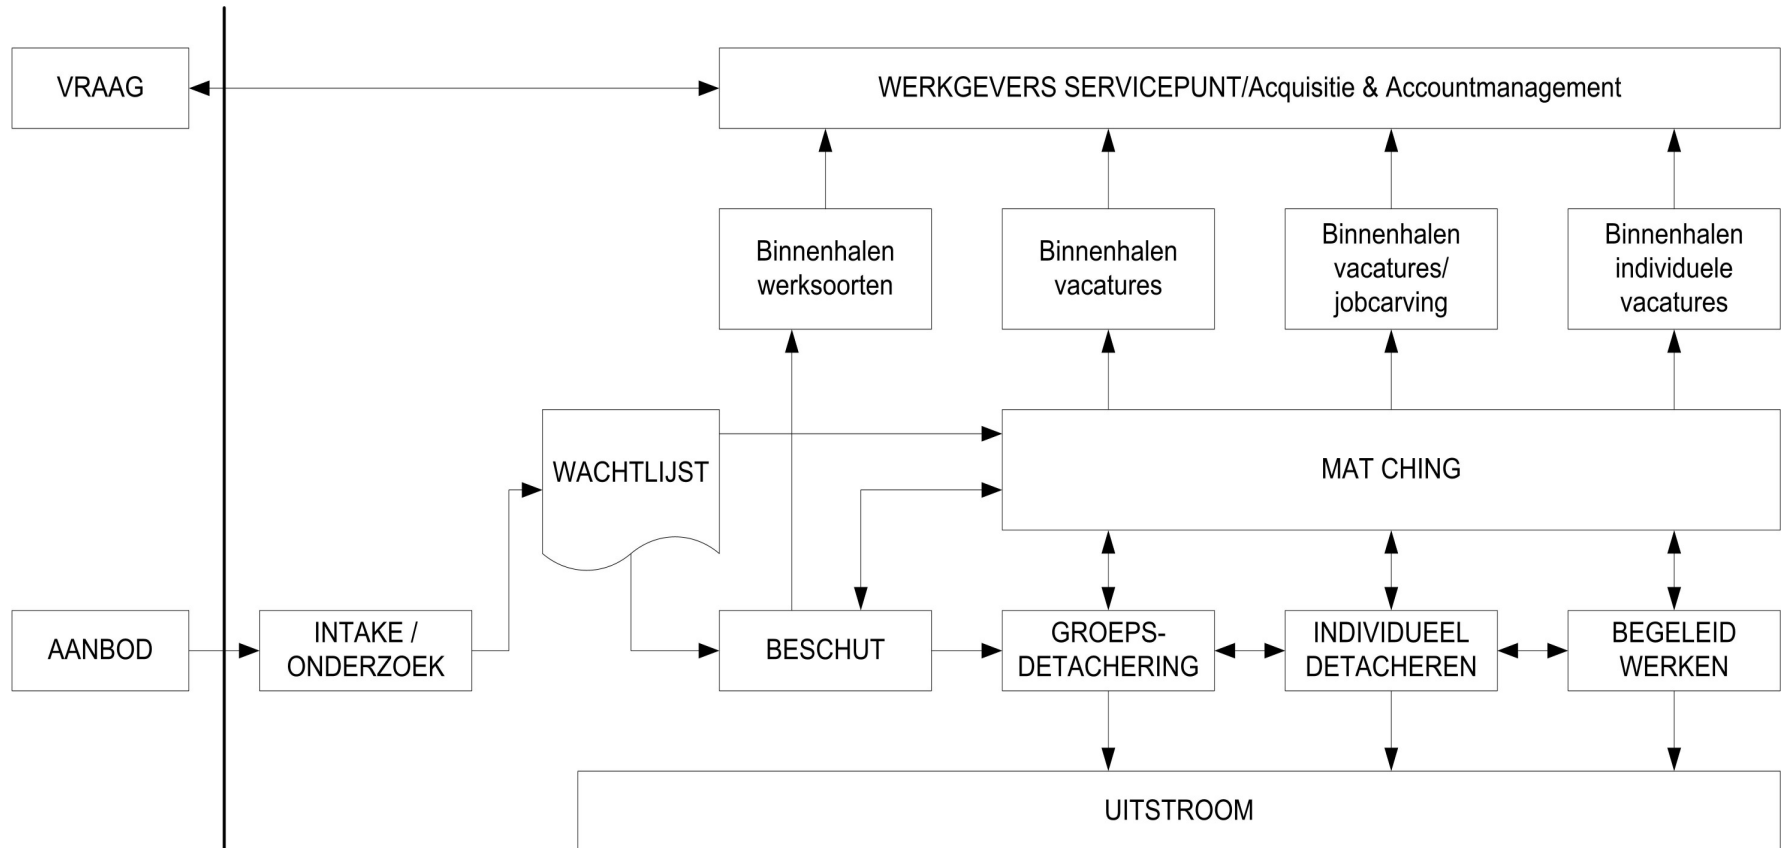 VRAAG
WERKGEVERS SERVICEPUNT/Acquisitie & Accountmanagement
Binnenhalen
werksoorten
Binnenhalen
vacatures
Binnenhalen
vacatures/
jobcarving
Binnenhalen
individuele
vacatures
WACHTLIJST
MAT CHING
AANBOD
INTAKE /
ONDERZOEK
BESCHUT
GROEPS-
DETACHERING
INDIVIDUEEL
DETACHEREN
BEGELEID
WERKEN
UITSTROOM